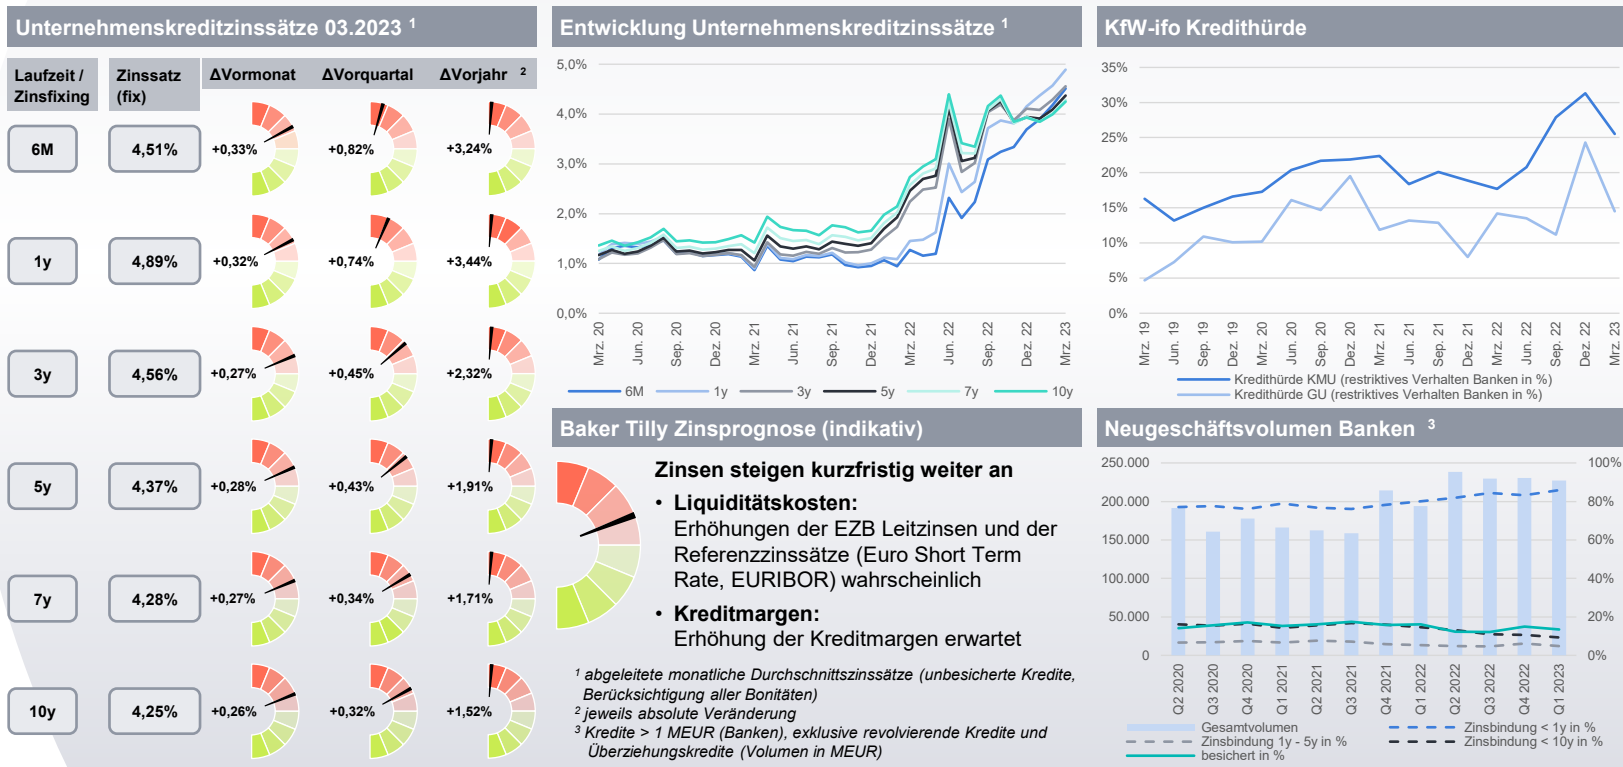 Unternehmenskreditzinssätze 03.2023 ¹
Laufzeit / Zinsfixing
Zinssatz (fix)
ΔVormonat
ΔVorquartal
ΔVorjahr ²
6M 4,51% +0,33% +0,82% +3,24%
1y 4,89% +0,32% +0,74% +3,44%
3y 4,56% +0,27% +0,45% +2,32%
5y 4,37% +0,28% +0,43% +1,91%
7y 4,28% +0,27% +0,34% +1,71%
10y 4,25% +0,26% +0,32% +1,52%
Entwicklung Unternehmenskreditzinssätze ¹
5,0%
4,0%
3,0%
2,0%
1,0%
0,0%
Mrz. 20 Jun. 20 Sep. 20 Dez. 20 Mrz. 21 Jun. 21 Sep. 21 Dez. 21 Mrz. 22 Jun. 22 Sep. 22 Dez. 22 Mrz. 23
6M 1y 3y 5y 7y 10y
KfW-ifo Kredithürde
35%
30%
25%
20%
15%
10%
5%
0%
Mrz. 19 Jun. 19 Sep. 19 Dez. 19 Mrz. 20 Jun. 20 Sep. 20 Dez. 20 Mrz. 21 Jun. 21 Sep. 21 Dez. 21 Mrz. 22 Jun. 22 Sep. 22 Dez. 22 Mrz. 23
Kredithürde KMU (restriktives Verhalten Banken in %)
Kredithürde GU (restriktives Verhalten Banken in %)
Baker Tilly Zinsprognose (indikativ)
Zinsen steigen kurzfristig weiter an
• Liquiditätskosten:
Erhöhungen der EZB Leitzinsen und der
Referenzzinssätze (Euro Short Term
Rate, EURIBOR) wahrscheinlich
• Kreditmargen:
Erhöhung der Kreditmargen erwartet
¹ abgeleitete monatliche Durchschnittszinssätze (unbesicherte Kredite,
Berücksichtigung aller Bonitäten)
² jeweils absolute Veränderung
³ Kredite > 1 MEUR (Banken), exklusive revolvierende Kredite und
Überziehungskredite (Volumen in MEUR)
Neugeschäftsvolumen Banken ³
250.000 100%
200.000 80%
150.000 60%
100.000 40%
50.000 20%
0 0%
Q2 2020 Q3 2020 Q4 2020 Q1 2021 Q2 2021 Q3 2021 Q4 2021 Q1 2022 Q2 2022 Q3 2022 Q4 2022 Q1 2023
Gesamtvolumen
Zinsbindung < 1y in %
Zinsbindung 1y - 5y in %
Zinsbindung < 10y in %
besichert in %